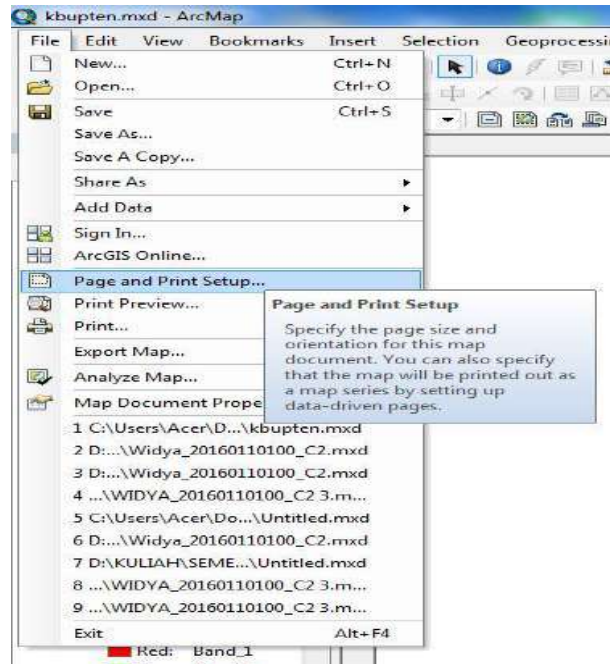 kbupten.mxd - ArcMap
File Edit View Bookmarks Insert Selection Geoprocessi
New... Ctrl+N
Open... Ctrl+O
Save Ctrl+S
Save As...
Save A Copy...
Share As
Add Data
Sign In...
ArcGIS Online...
Page and Print Setup...
Print Preview...
Print...
Export Map...
Analyze Map...
Map Document Prope
Page and Print Setup
Specify the page size and
orientation for this map
document. You can also specify
that the map will be printed out as
a map series by setting up
data-driven pages.
1 C:\Users\Acer\D...\kbupten.mxd
2 D:...\Widya_20160110100_C2.mxd
3 D:...\Widya_20160110100_C2.mxd
4 ...\WIDYA_20160110100_C2 3.m...
5 C:\Users\Acer\Do...\Untitled.mxd
6 D:...\Widya_20160110100_C2.mxd
7 D:\KULIAH\SEME...\Untitled.mxd
8 ...\WIDYA_20160110100_C2 3.m...
9 ...\WIDYA_20160110100_C2 3.m...
Exit Alt+F4
Red: Band_1